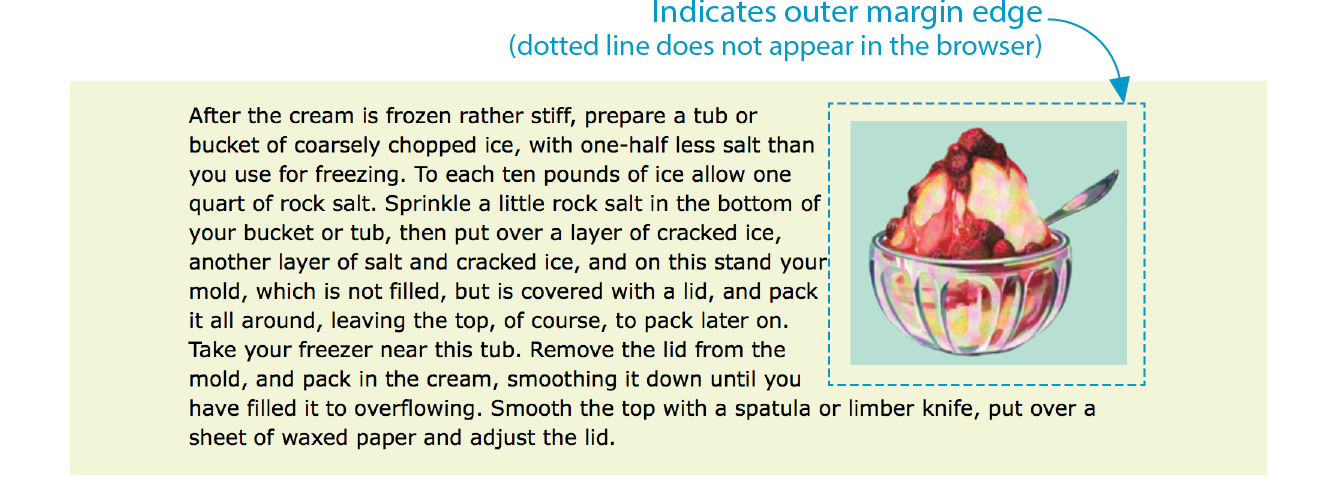 Indicates outer margin edge
(dotted line does not appear in the browser)
After the cream is frozen rather stiff, prepare a tub or
bucket of coarsely chopped ice, with one-half less salt than
you use for freezing. To each ten pounds of ice allow one
quart of rock salt. Sprinkle a little rock salt in the bottom of
your bucket or tub, then put over a layer of cracked ice,
another layer of salt and cracked ice, and on this stand your
mold, which is not filled, but is covered with a lid, and pack
it all around, leaving the top, of course, to pack later on.
Take your freezer near this tub. Remove the lid from the
mold, and pack in the cream, smoothing it down until you
have filled it to overflowing. Smooth the top with a spatula or limber knife, put over a
sheet of waxed paper and adjust the lid.